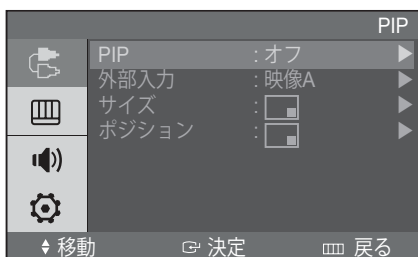 PIP
PIP : オフ
外部入力 : 映像A
サイズ :
ポジション :
移動 決定 戻る